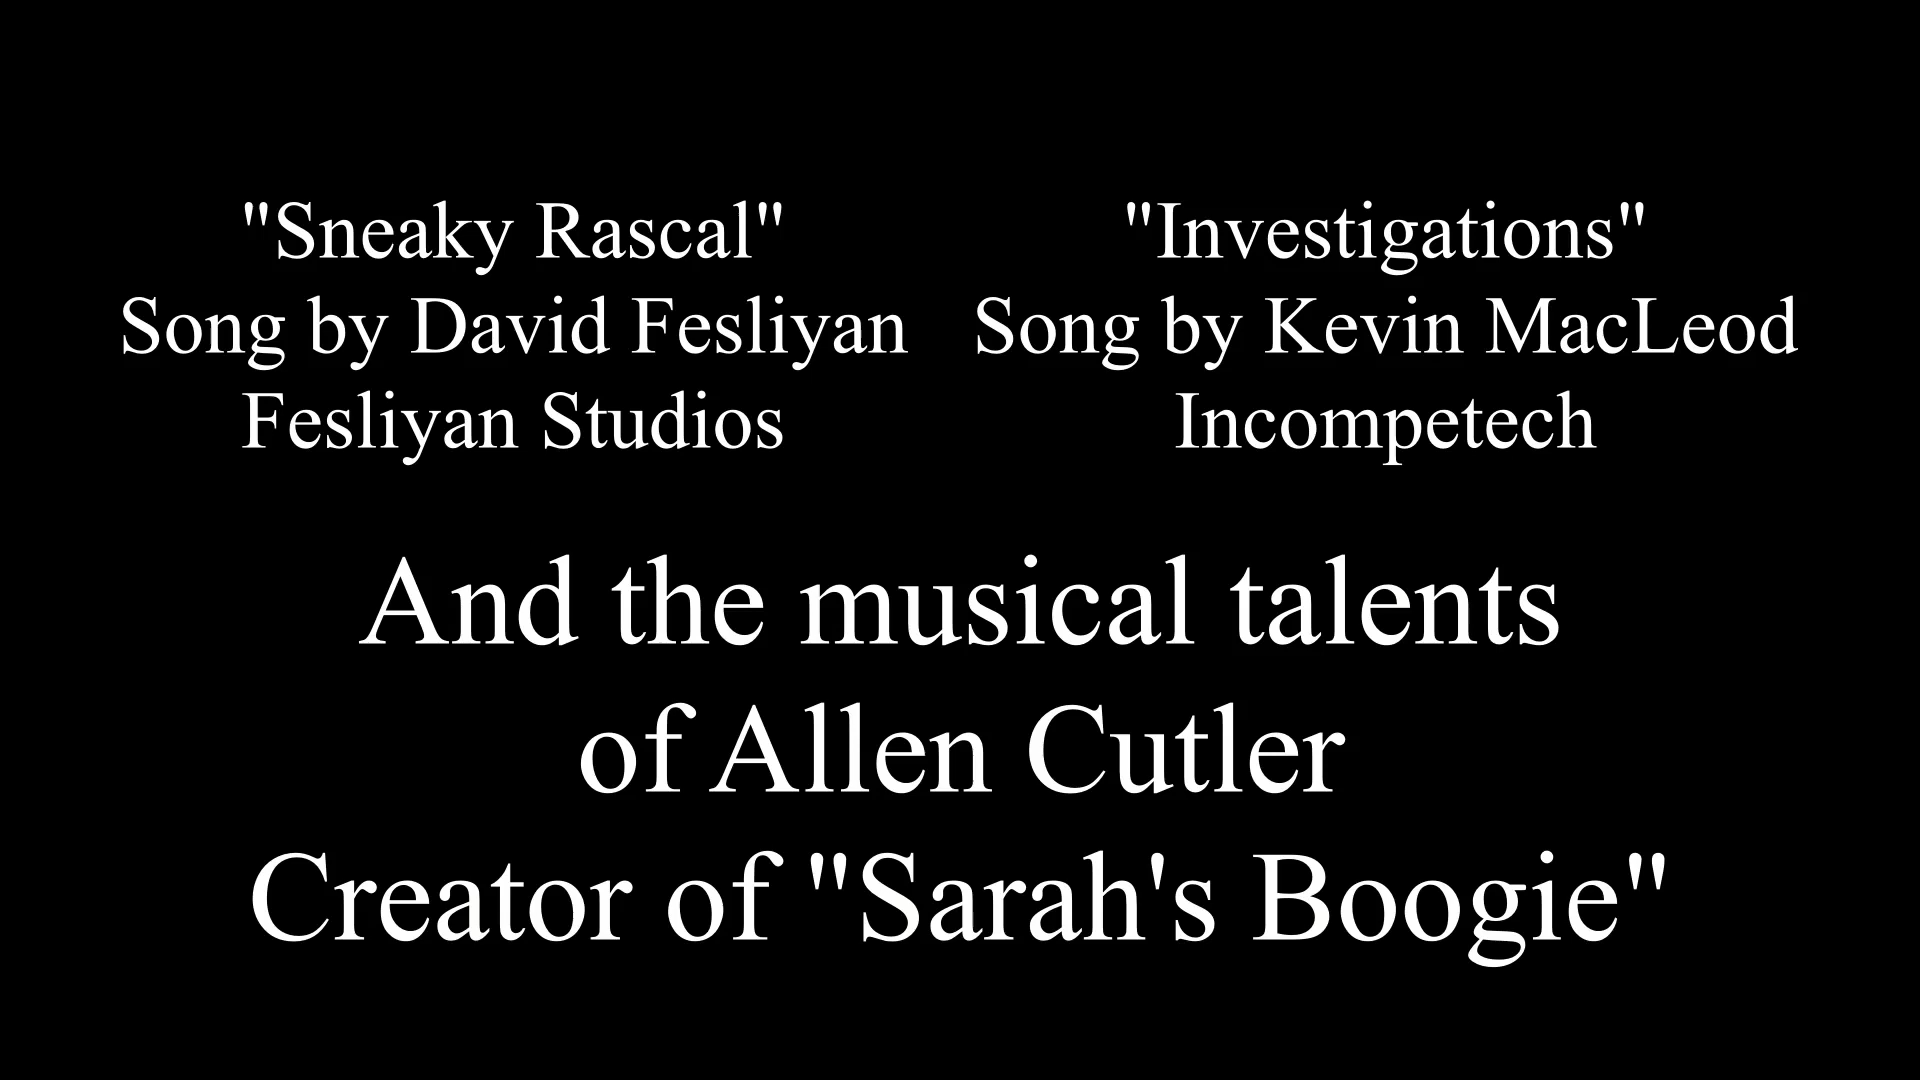 "Sneaky Rascal"
Song by David Fesliyan
Fesliyan Studios
"Investigations"
Song by Kevin MacLeod
Incompetech
And the musical talents
of Allen Cutler
Creator of "Sarah's Boogie"